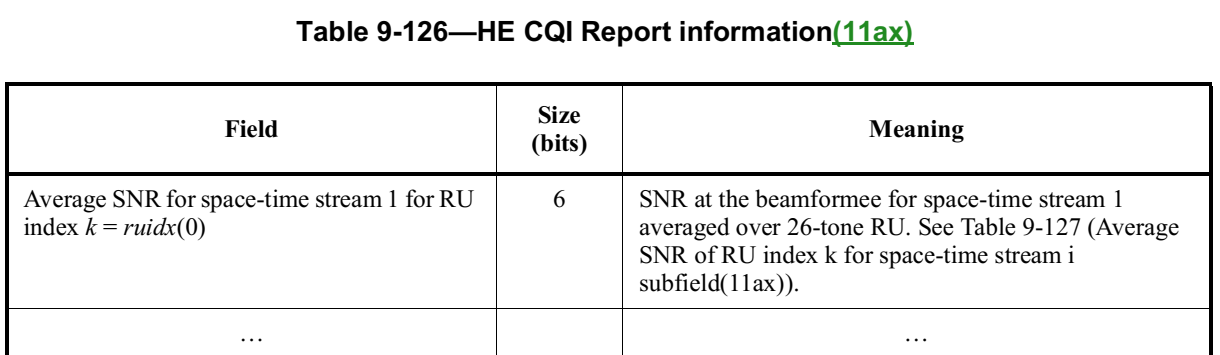 Table 9-126—HE CQI Report information(11ax)
Field
Size
(bits)
Meaning
Average SNR for space-time stream 1 for RU
index k = ruidx(0)
6
SNR at the beamformee for space-time stream 1
averaged over 26-tone RU. See Table 9-127 (Average
SNR of RU index k for space-time stream i
subfield(11ax)).
…
…